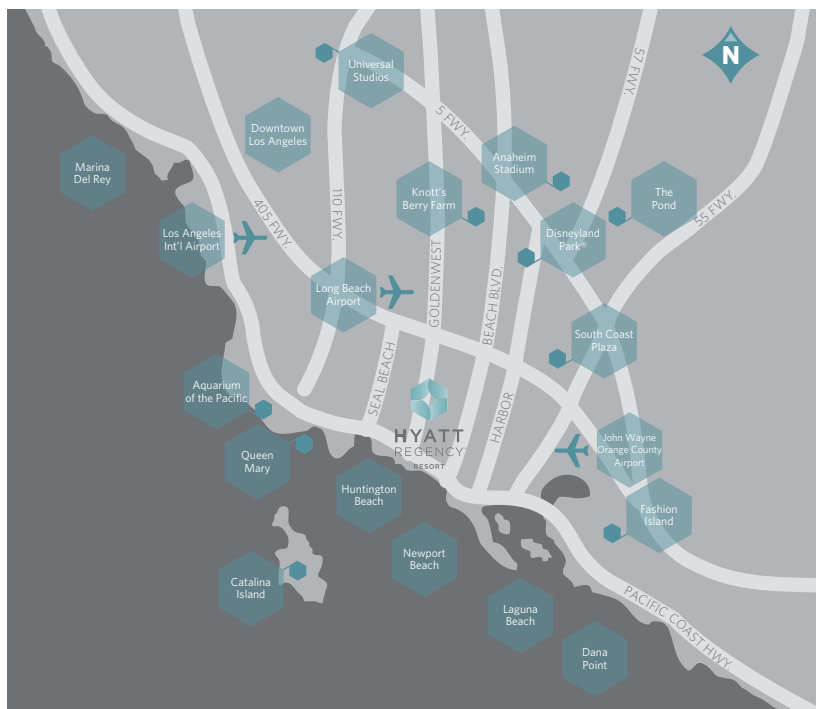 N
Universal
Studios
57 FWY.
5 FWY.
Downtown
Los Angeles
Anaheim
Stadium
Marina
Del Rey
Knott's
Berry Farm
The
Pond
405 FWY.
110 FWY.
55 FWY.
Los Angeles
Int'l Airport
Disneyland
Park®
Long Beach
Airport
GOLDENWEST
BEACH BLVD.
South Coast
Plaza
SEAL BEACH
Aquarium
of the Pacific
HARBOR
HYATT
REGENCY
RESORT
Queen
Mary
John Wayne
Orange County
Airport
Huntington
Beach
Fashion
Island
Newport
Beach
Catalina
Island
Laguna
Beach
PACIFIC COAST HWY.
Dana
Point